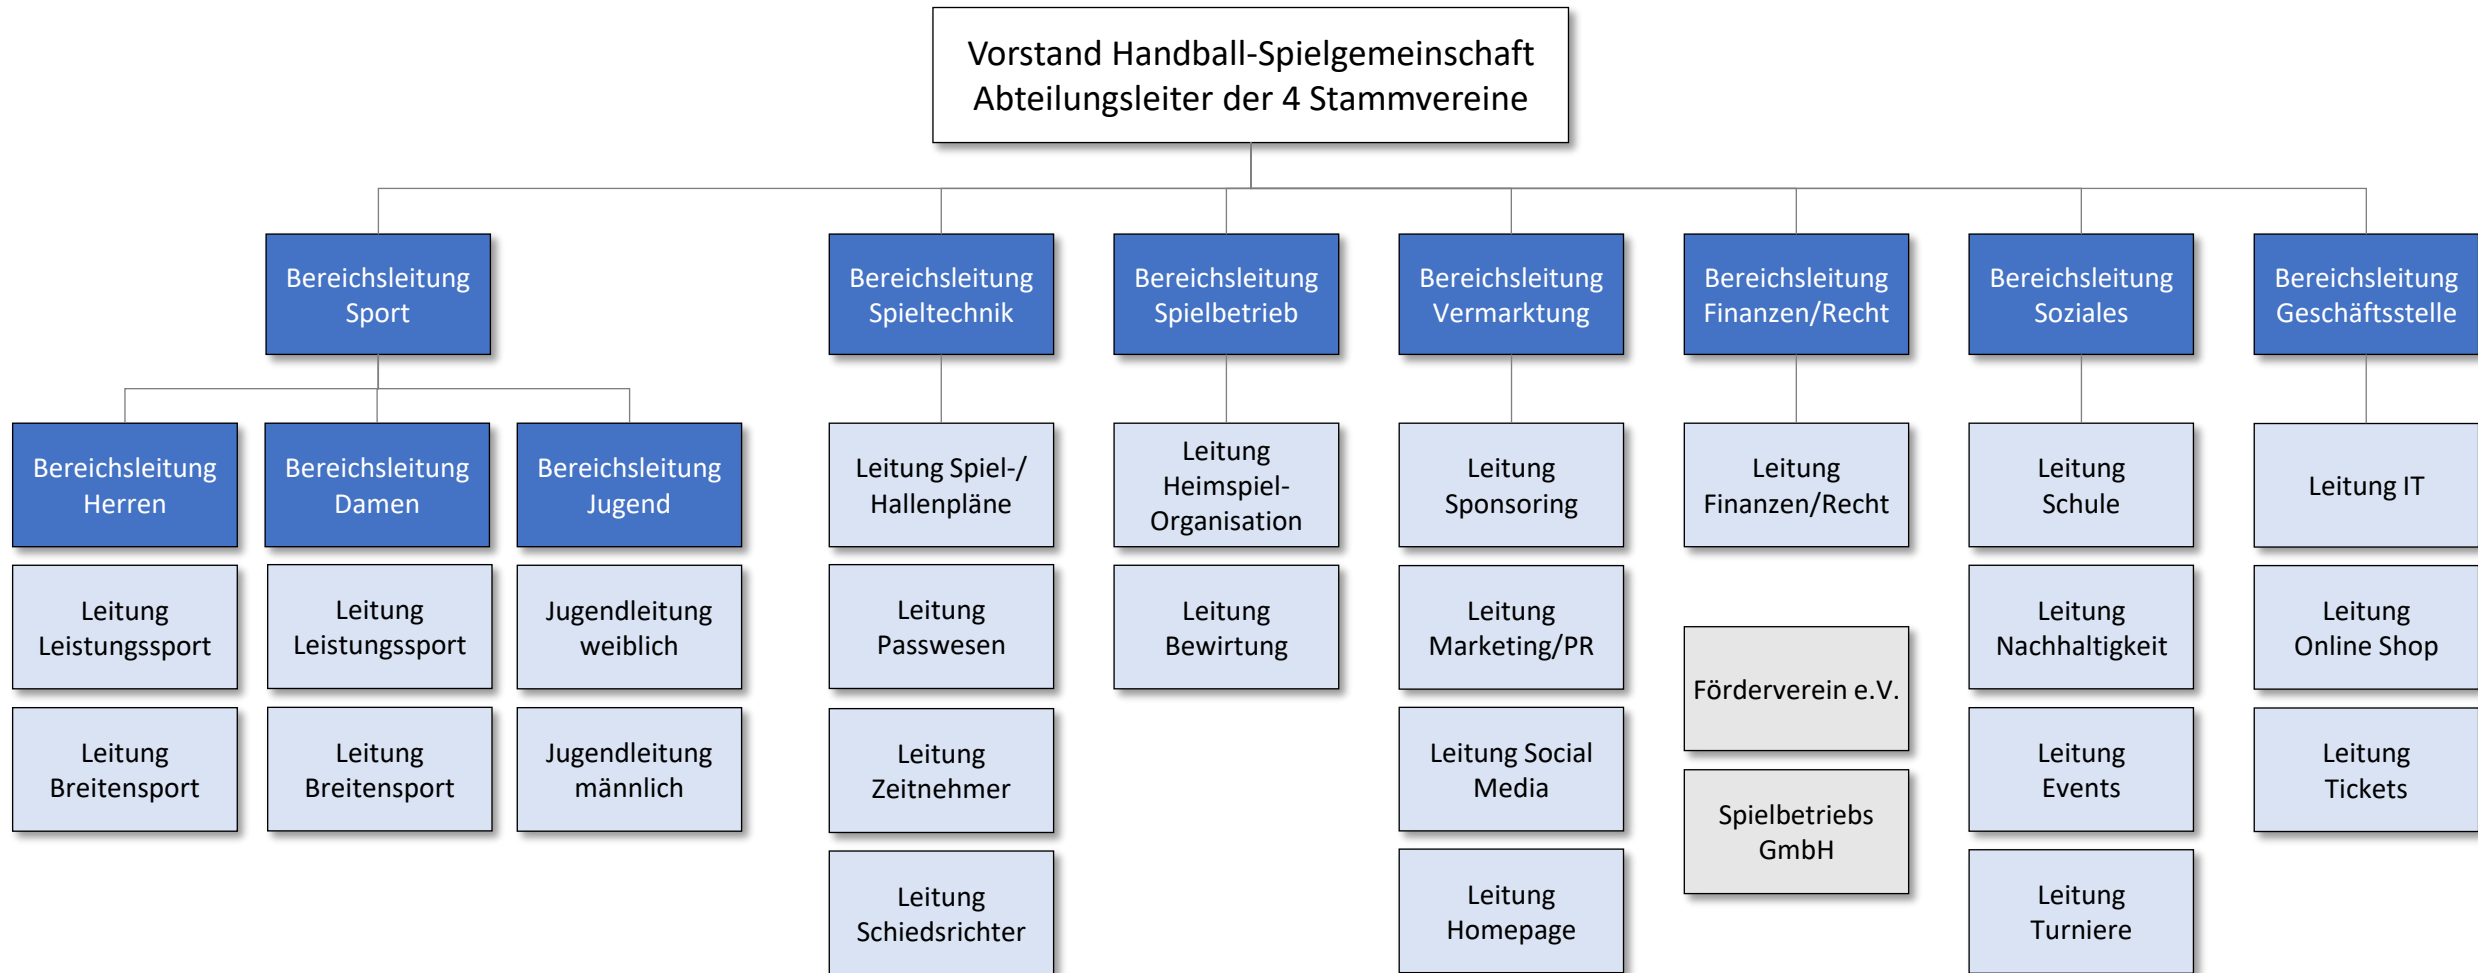 Vorstand Handball-Spielgemeinschaft
Abteilungsleiter der 4 Stammvereine
Bereichsleitung
Sport
Bereichsleitung
Spieltechnik
Bereichsleitung
Spielbetrieb
Bereichsleitung
Vermarktung
Bereichsleitung
Finanzen/Recht
Bereichsleitung
Soziales
Bereichsleitung
Geschäftsstelle
Bereichsleitung
Herren
Bereichsleitung
Damen
Bereichsleitung
Jugend
Leitung Spiel-/
Hallenpläne
Leitung
Heimspiel-
Organisation
Leitung
Sponsoring
Leitung
Finanzen/Recht
Leitung
Schule
Leitung IT
Leitung
Leistungssport
Leitung
Leistungssport
Jugendleitung
weiblich
Leitung
Passwesen
Leitung
Bewirtung
Leitung
Marketing/PR
Förderverein e.V.
Leitung
Nachhaltigkeit
Leitung
Online Shop
Leitung
Breitensport
Leitung
Breitensport
Jugendleitung
männlich
Leitung
Zeitnehmer
Leitung Social
Media
Spielbetriebs
GmbH
Leitung
Events
Leitung
Tickets
Leitung
Schiedsrichter
Leitung
Homepage
Leitung
Turniere